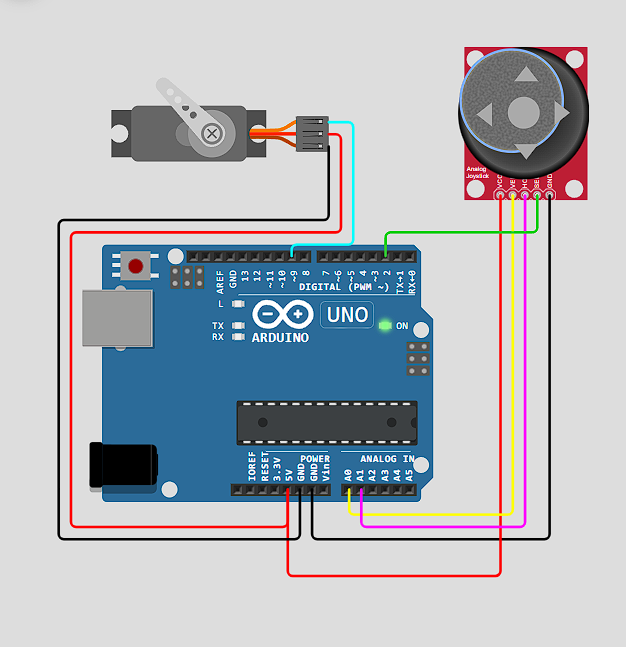 Analog
Joystick
VCC
VERT
HORZ
SEL
GND
AREF
GND
13
12
~11
~10
~9
8
7
~6
~5
4
~3
2
TX→1
RX←0
DIGITAL (PWM ~)
L
TX
RX
UNO
ON
ARDUINO
POWER
ANALOG IN
IOREF
RESET
3.3V
5V
GND
GND
Vin
A0
A1
A2
A3
A4
A5